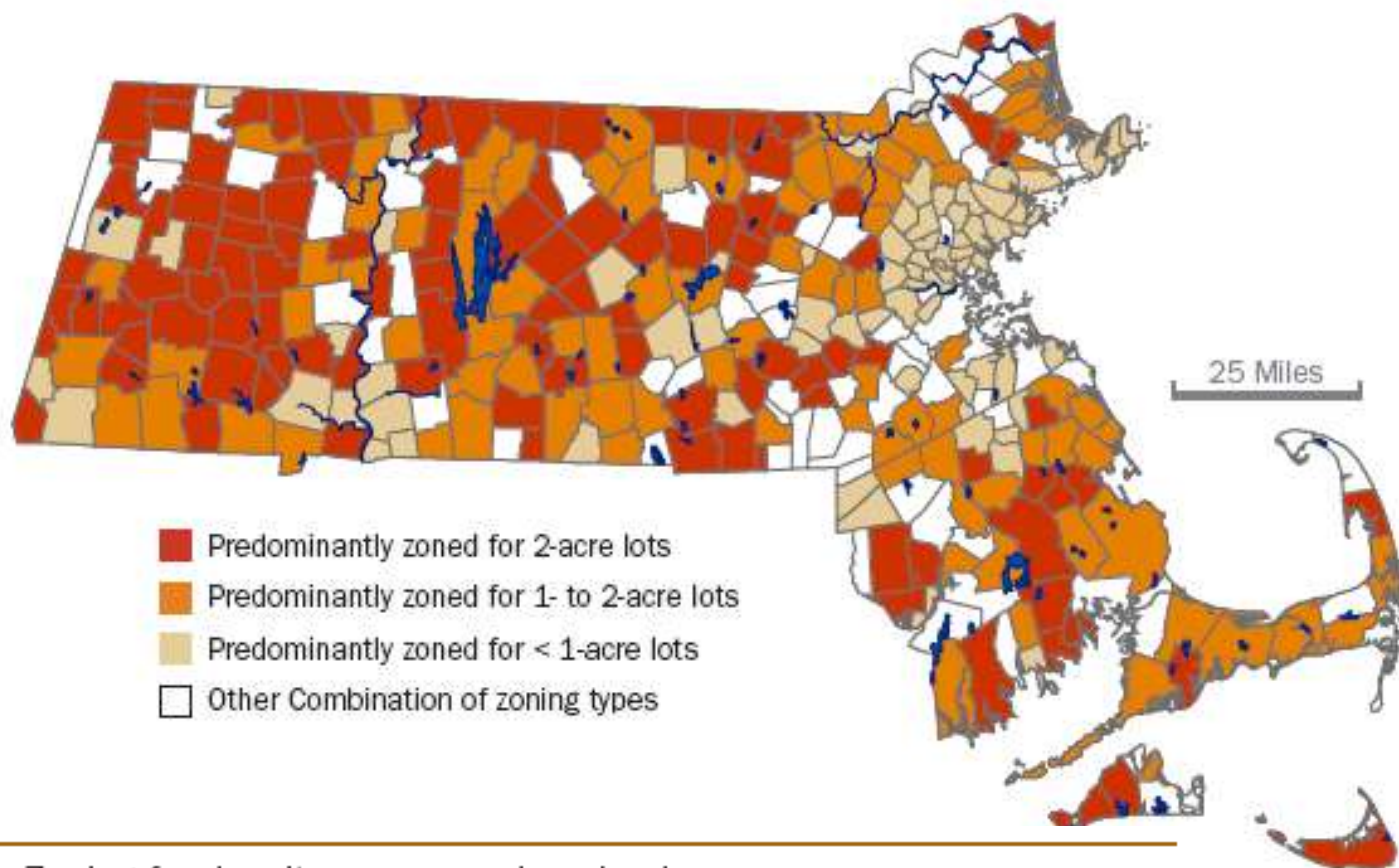 25 Miles
Predominantly zoned for 2-acre lots
Predominantly zoned for 1- to 2-acre lots
Predominantly zoned for < 1-acre lots
Other Combination of zoning types